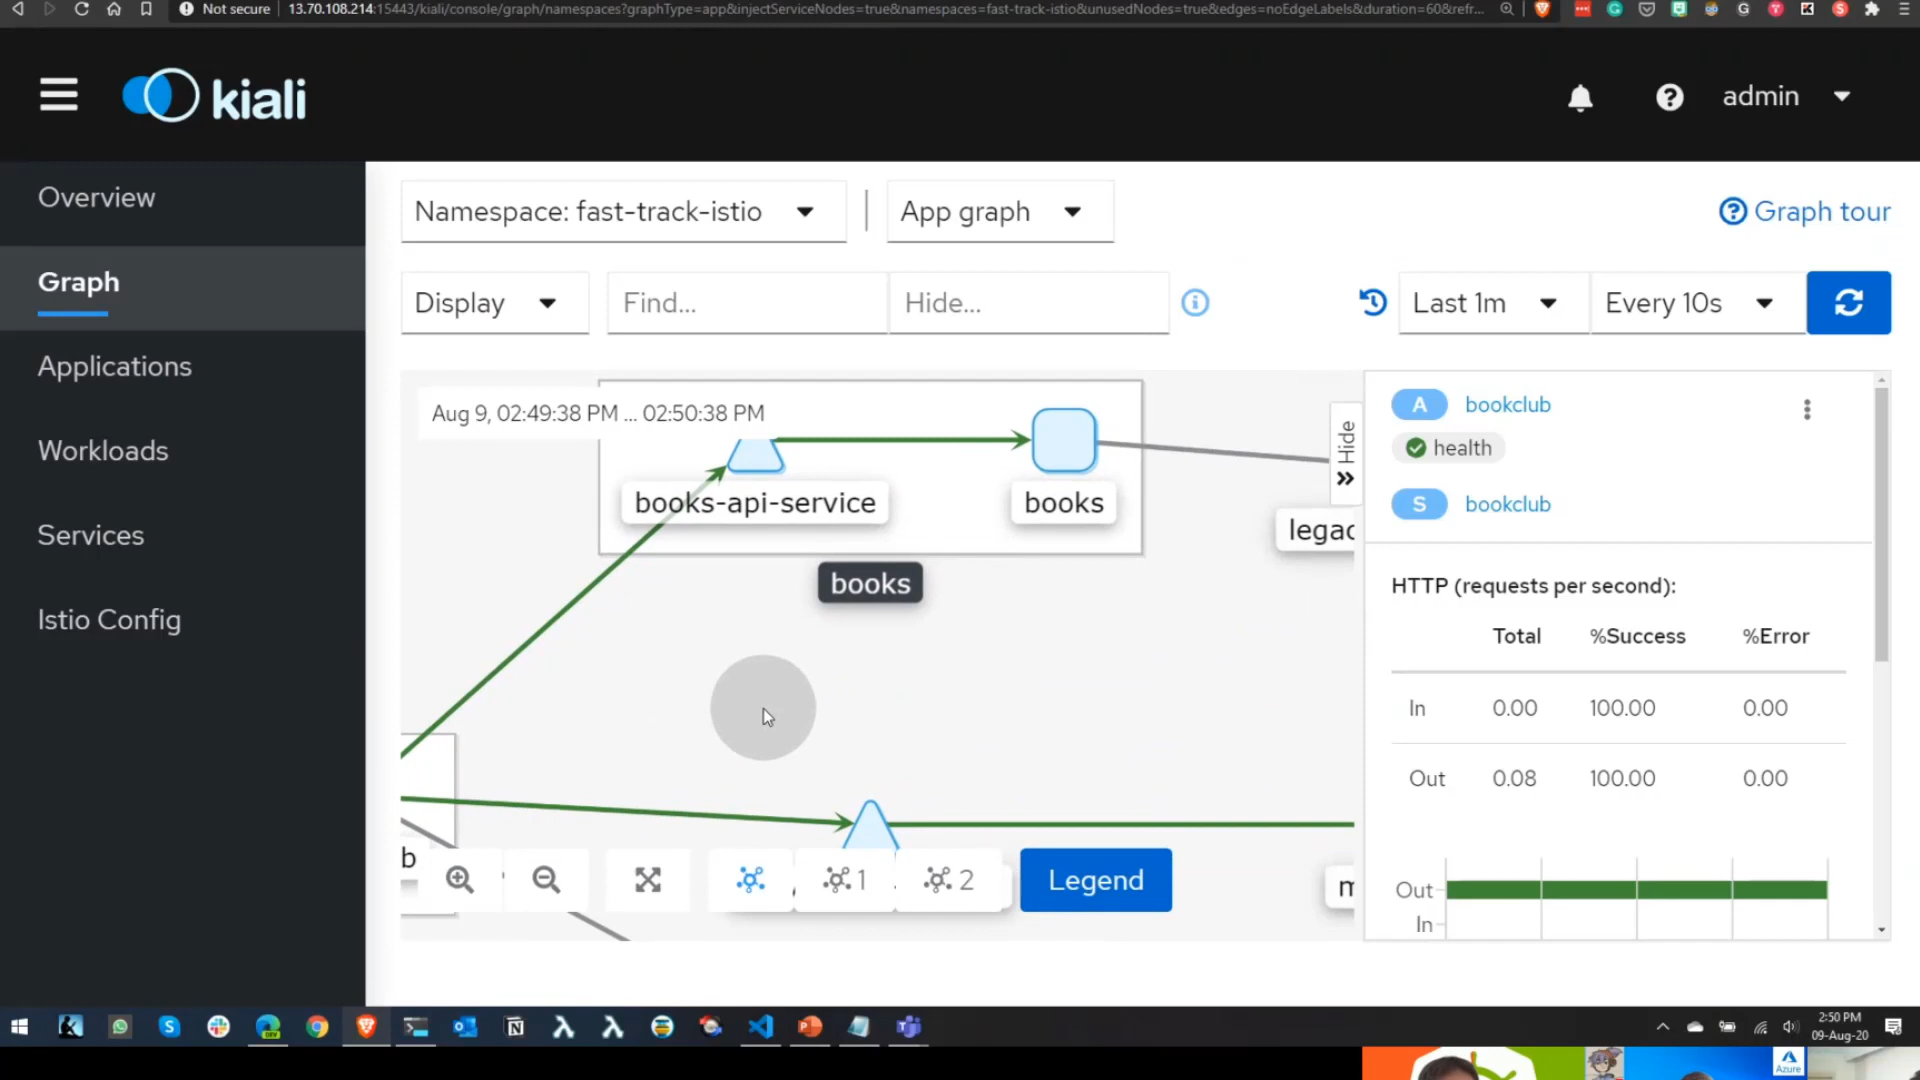 Not secure
13.70.108.214:15443/kiali/console/graph/namespaces?graphType=app&injectServiceNodes=true&namespaces=fast-track-istio&unusedNodes=true&edges=noEdgeLabels&duration=60&refr...
kiali
admin
Overview
Graph
Applications
Workloads
Services
Istio Config
Namespace: fast-track-istio
App graph
Graph tour
Display
Find...
Hide...
Last 1m
Every 10s
Aug 9, 02:49:38 PM ... 02:50:38 PM
books-api-service
books
books
legac
Hide
b
m
1
2
Legend
A bookclub
health
S bookclub
HTTP (requests per second):
Total %Success %Error
In 0.00 100.00 0.00
Out 0.08 100.00 0.00
Out
In
2:50 PM
09-Aug-20
Azure